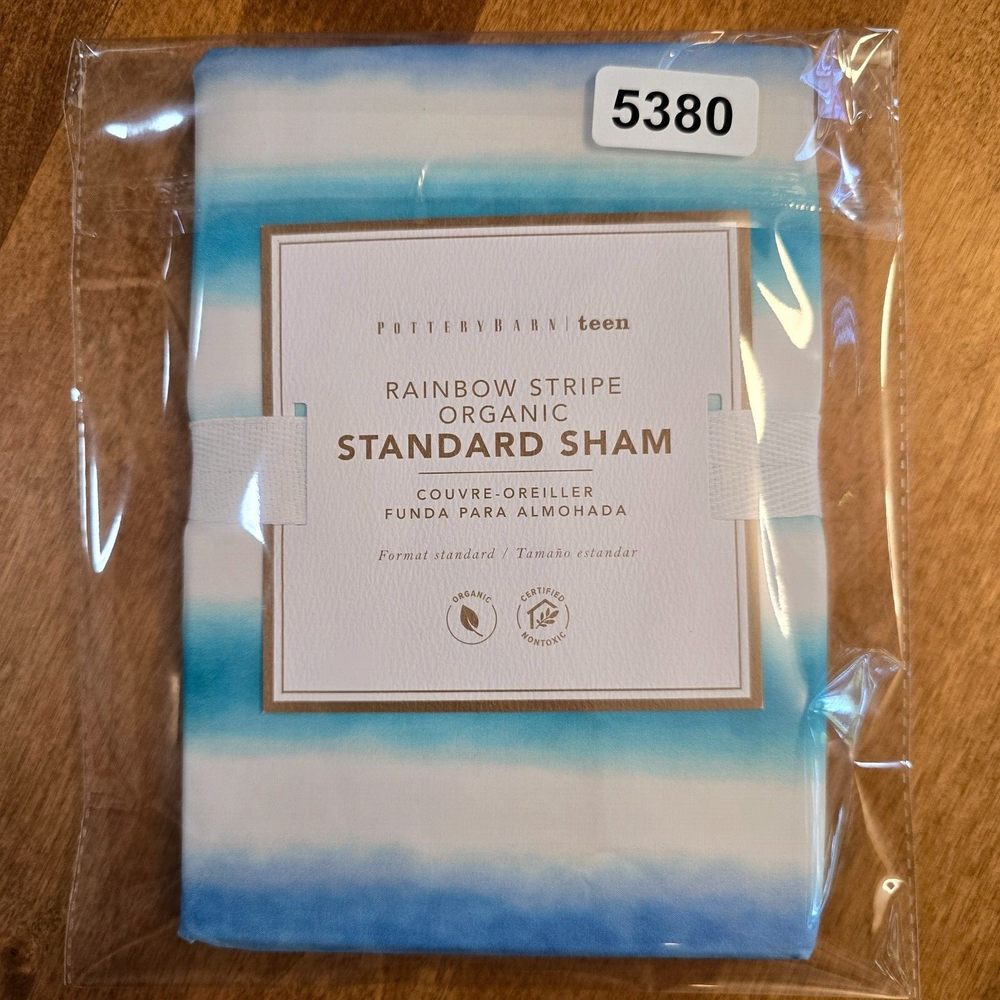 5380
POTTERYBARN | teen
RAINBOW STRIPE
ORGANIC
STANDARD SHAM
COUVRE-OREILLER
FUNDA PARA ALMOHADA
Format standard / Tamaño estandar
ORGANIC
CERTIFIED
NONTOXIC